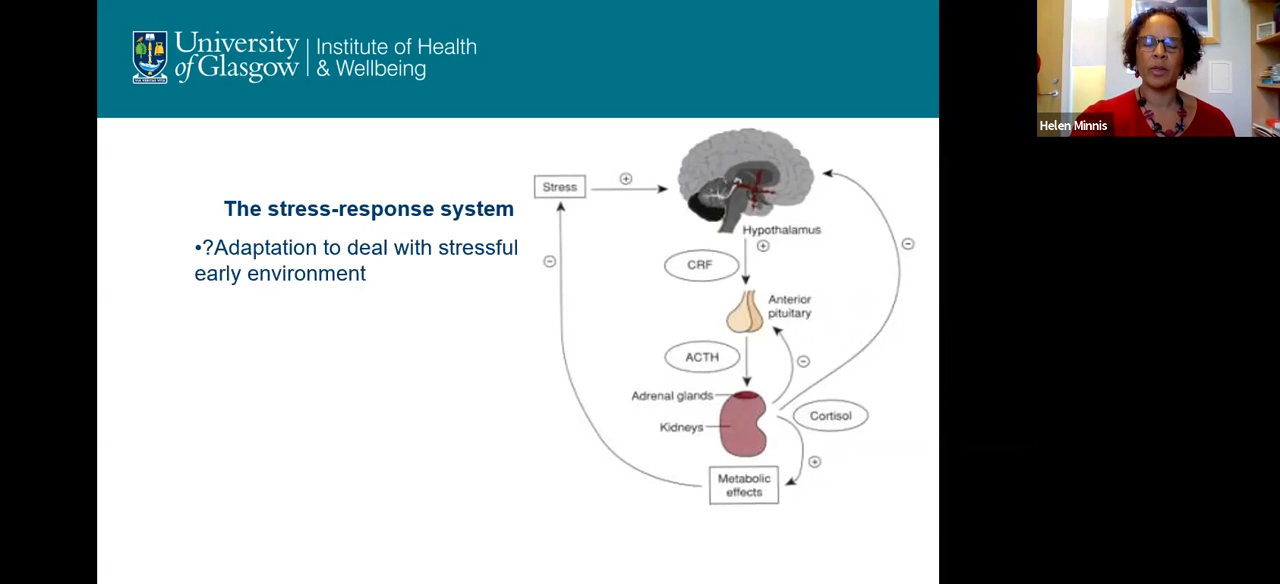 University
of Glasgow
Institute of Health
& Wellbeing
Helen Minnis
The stress-response system
•?Adaptation to deal with stressful
early environment
Stress
+
Hypothalamus
+
CRF
Anterior
pituitary
ACTH
Adrenal glands
Kidneys
Cortisol
+
Metabolic
effects
−
−
−